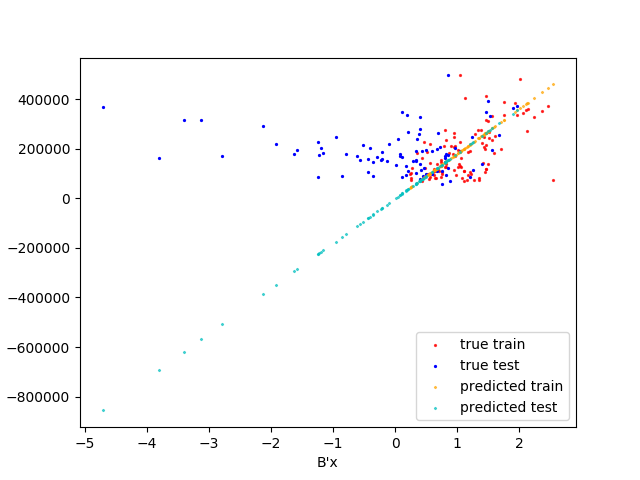 400000
200000
0
−200000
−400000
−600000
−800000
−5 −4 −3 −2 −1 0 1 2
B'x
true train
true test
predicted train
predicted test